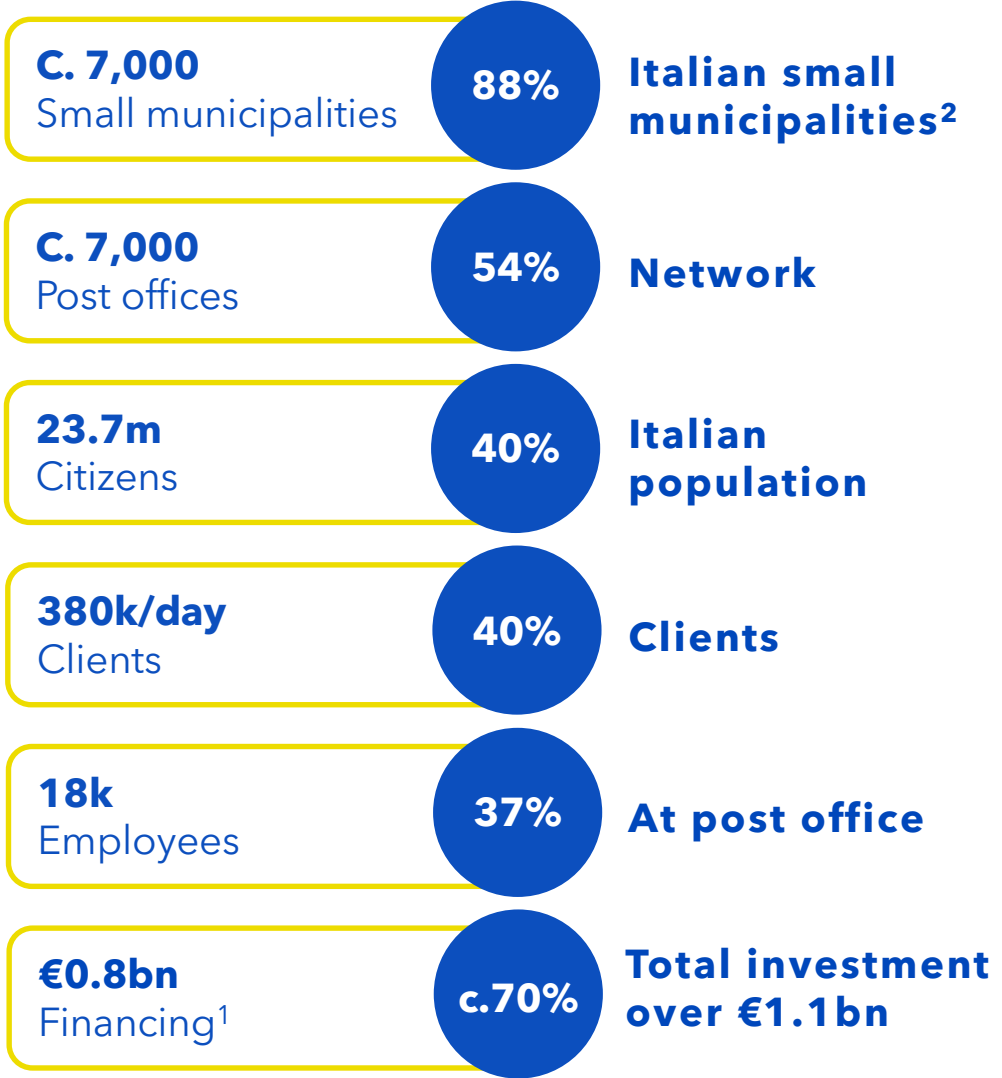 C. 7,000
Small municipalities
88%
Italian small
municipalities²
C. 7,000
Post offices
54%
Network
23.7m
Citizens
40%
Italian
population
380k/day
Clients
40%
Clients
18k
Employees
37%
At post office
€0.8bn
Financing¹
c.70%
Total investment
over €1.1bn